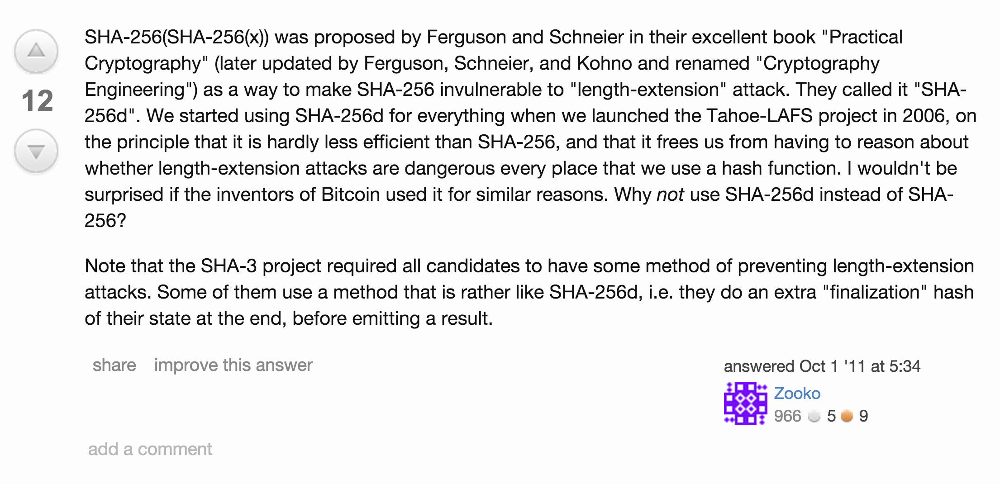 SHA-256(SHA-256(x)) was proposed by Ferguson and Schneier in their excellent book "Practical
Cryptography" (later updated by Ferguson, Schneier, and Kohno and renamed "Cryptography
Engineering") as a way to make SHA-256 invulnerable to "length-extension" attack. They called it "SHA-
256d". We started using SHA-256d for everything when we launched the Tahoe-LAFS project in 2006, on
the principle that it is hardly less efficient than SHA-256, and that it frees us from having to reason about
whether length-extension attacks are dangerous every place that we use a hash function. I wouldn't be
surprised if the inventors of Bitcoin used it for similar reasons. Why not use SHA-256d instead of SHA-
256?
12
Note that the SHA-3 project required all candidates to have some method of preventing length-extension
attacks. Some of them use a method that is rather like SHA-256d, i.e. they do an extra "finalization" hash
of their state at the end, before emitting a result.
share improve this answer
answered Oct 1 '11 at 5:34
Zooko
966 5 9
add a comment